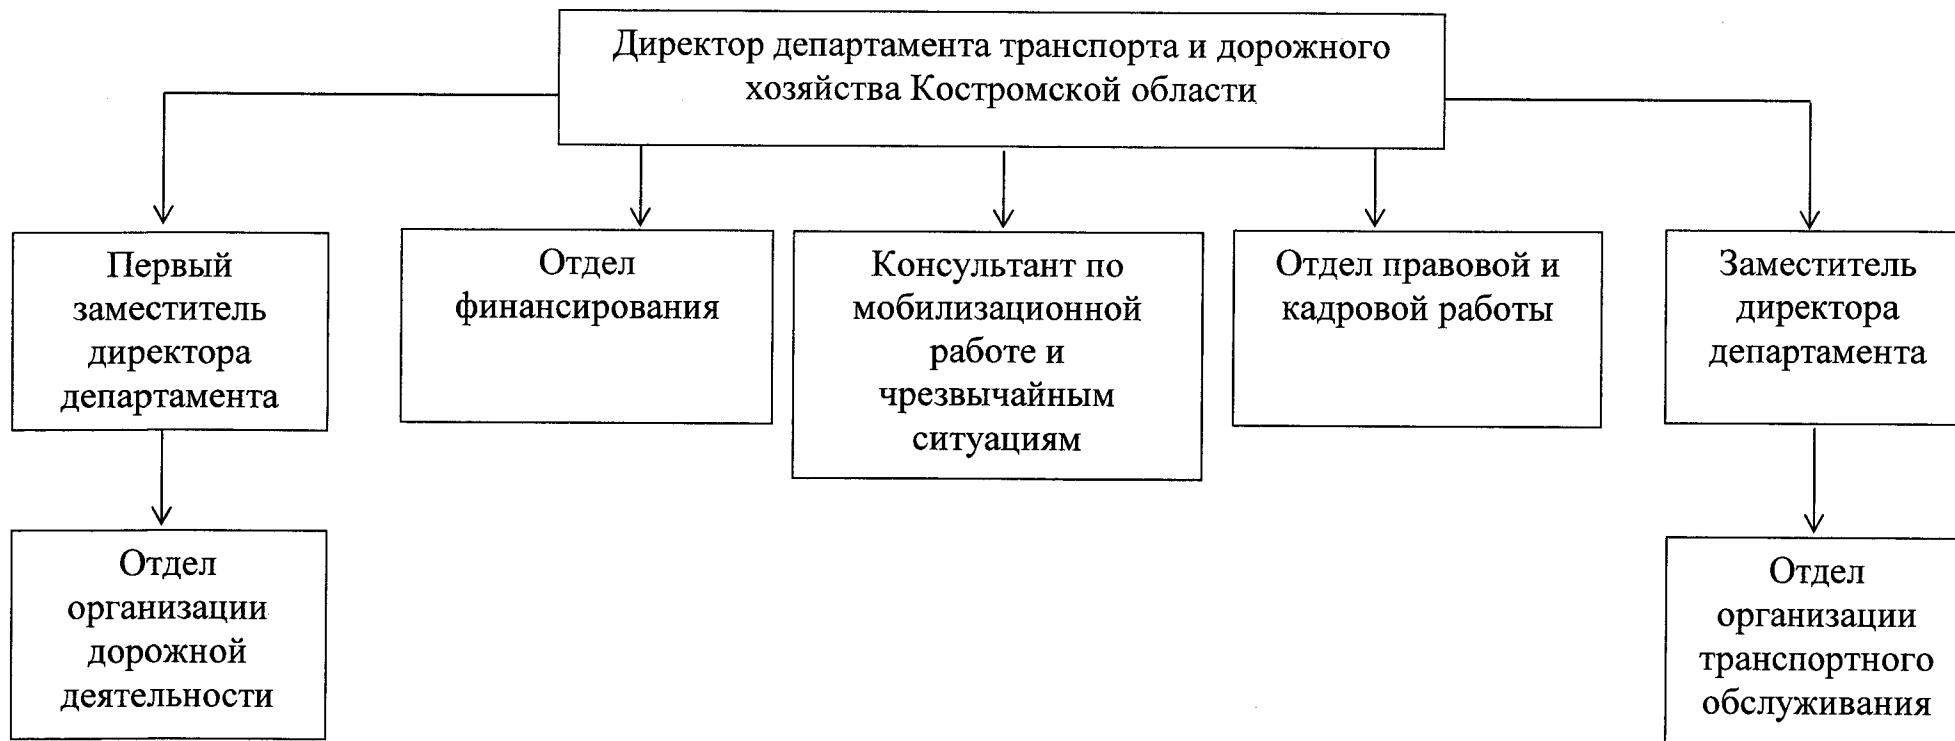 Директор департамента транспорта и дорожного
хозяйства Костромской области
Первый
заместитель
директора
департамента
Отдел
финансирования
Консультант по
мобилизационной
работе и
чрезвычайным
ситуациям
Отдел правовой и
кадровой работы
Заместитель
директора
департамента
Отдел
организации
дорожной
деятельности
Отдел
организации
транспортного
обслуживания